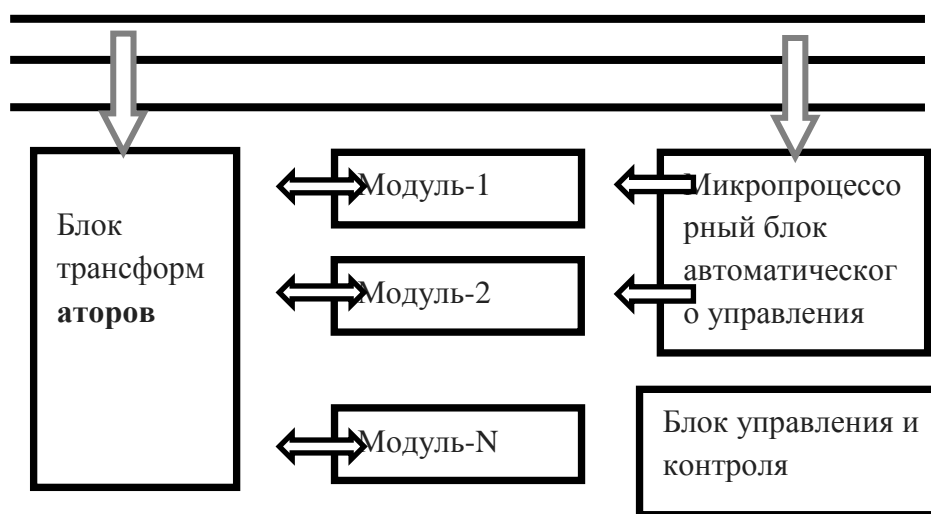 Блок
трансформ
аторов
Модуль-1
Модуль-2
Модуль-N
Микропроцессо
рный блок
автоматическог
о управления
Блок управления и
контроля